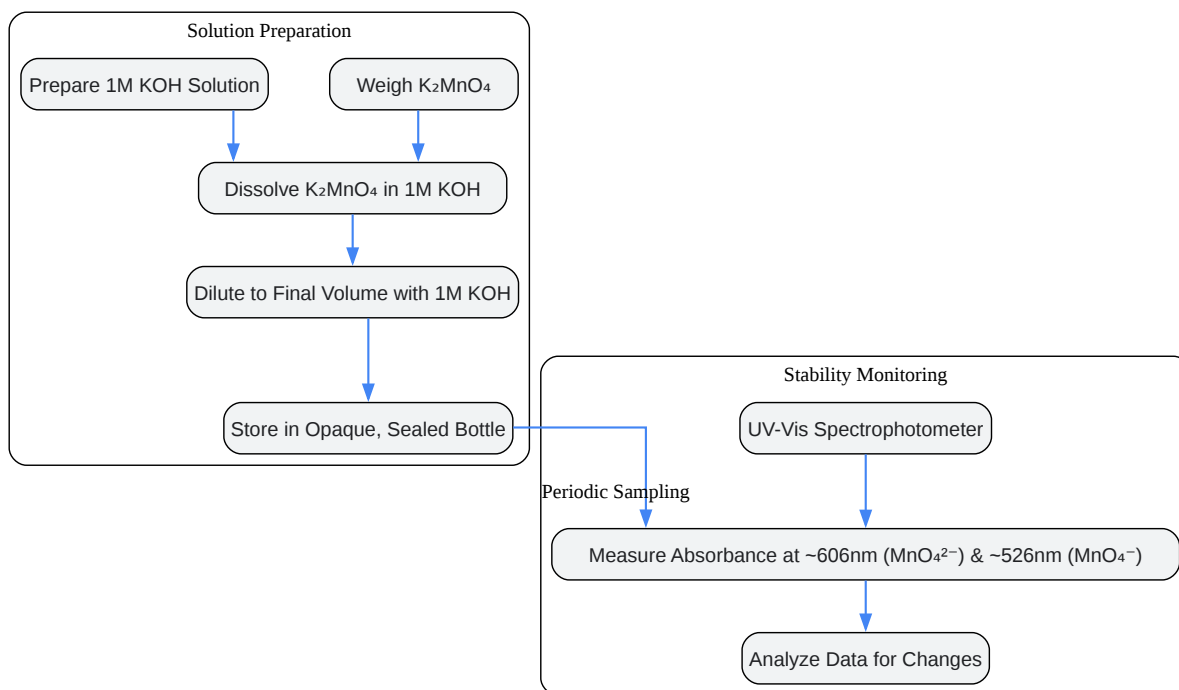 Solution Preparation
Prepare 1M KOH Solution
Weigh K₂MnO₄
Dissolve K₂MnO₄ in 1M KOH
Dilute to Final Volume with 1M KOH
Store in Opaque, Sealed Bottle
Stability Monitoring
UV-Vis Spectrophotometer
Periodic Sampling
Measure Absorbance at ~606nm (MnO₄²⁻) & ~526nm (MnO₄⁻)
Analyze Data for Changes